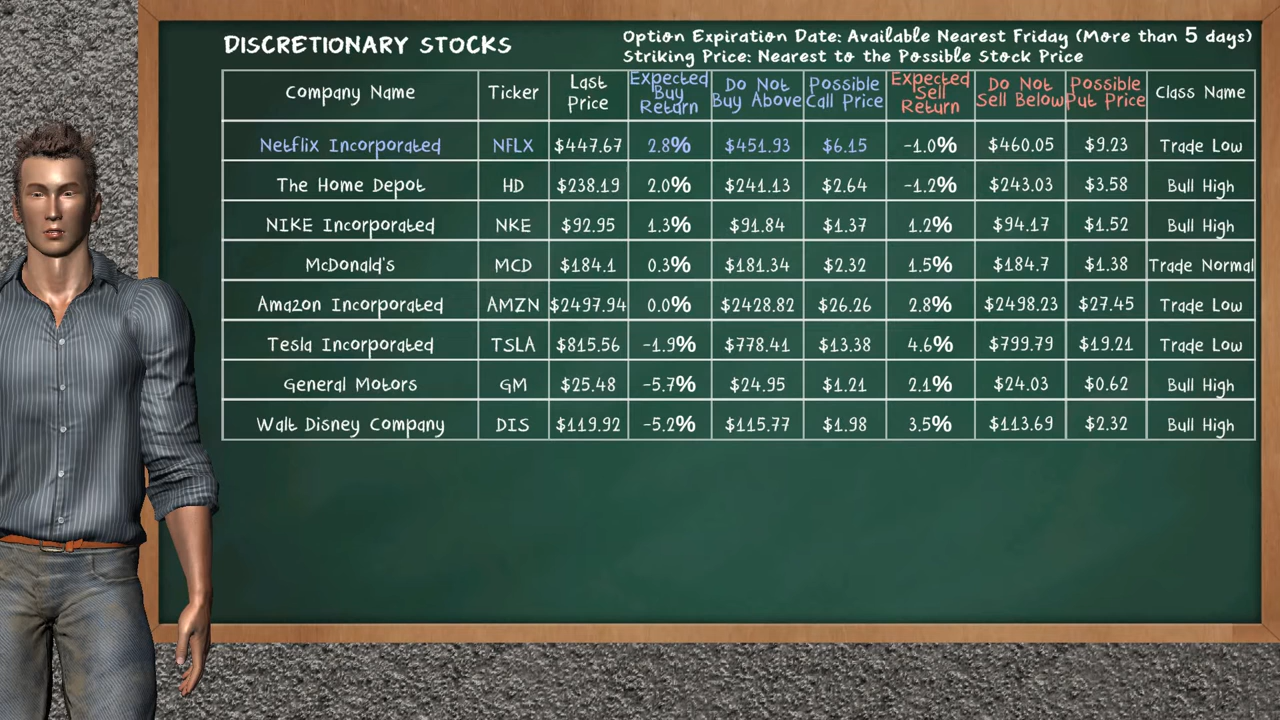 DISCRETIONARY STOCKS
Option Expiration Date: Available Nearest Friday (More than 5 days)
Striking Price: Nearest to the Possible Stock Price
Company Name Ticker Last Price Expected Buy Return Do Not Buy Above Possible Call Price Expected Sell Return Do Not Sell Below Possible Put Price Class Name
Netflix Incorporated NFLX $447.67 2.8% $451.93 $6.15 -1.0% $460.05 $9.23 Trade Low
The Home Depot HD $238.19 2.0% $241.13 $2.64 -1.2% $243.03 $3.58 Bull High
NIKE Incorporated NKE $92.95 1.3% $91.84 $1.37 1.2% $94.17 $1.52 Bull High
McDonald's MCD $184.1 0.3% $181.34 $2.32 1.5% $184.7 $1.38 Trade Normal
Amazon Incorporated AMZN $2497.94 0.0% $2428.82 $26.26 2.8% $2498.23 $27.45 Trade Low
Tesla Incorporated TSLA $815.56 -1.9% $778.41 $13.38 4.6% $799.79 $19.21 Trade Low
General Motors GM $25.48 -5.7% $24.95 $1.21 2.1% $24.03 $0.62 Bull High
Walt Disney Company DIS $119.92 -5.2% $115.77 $1.98 3.5% $113.69 $2.32 Bull High